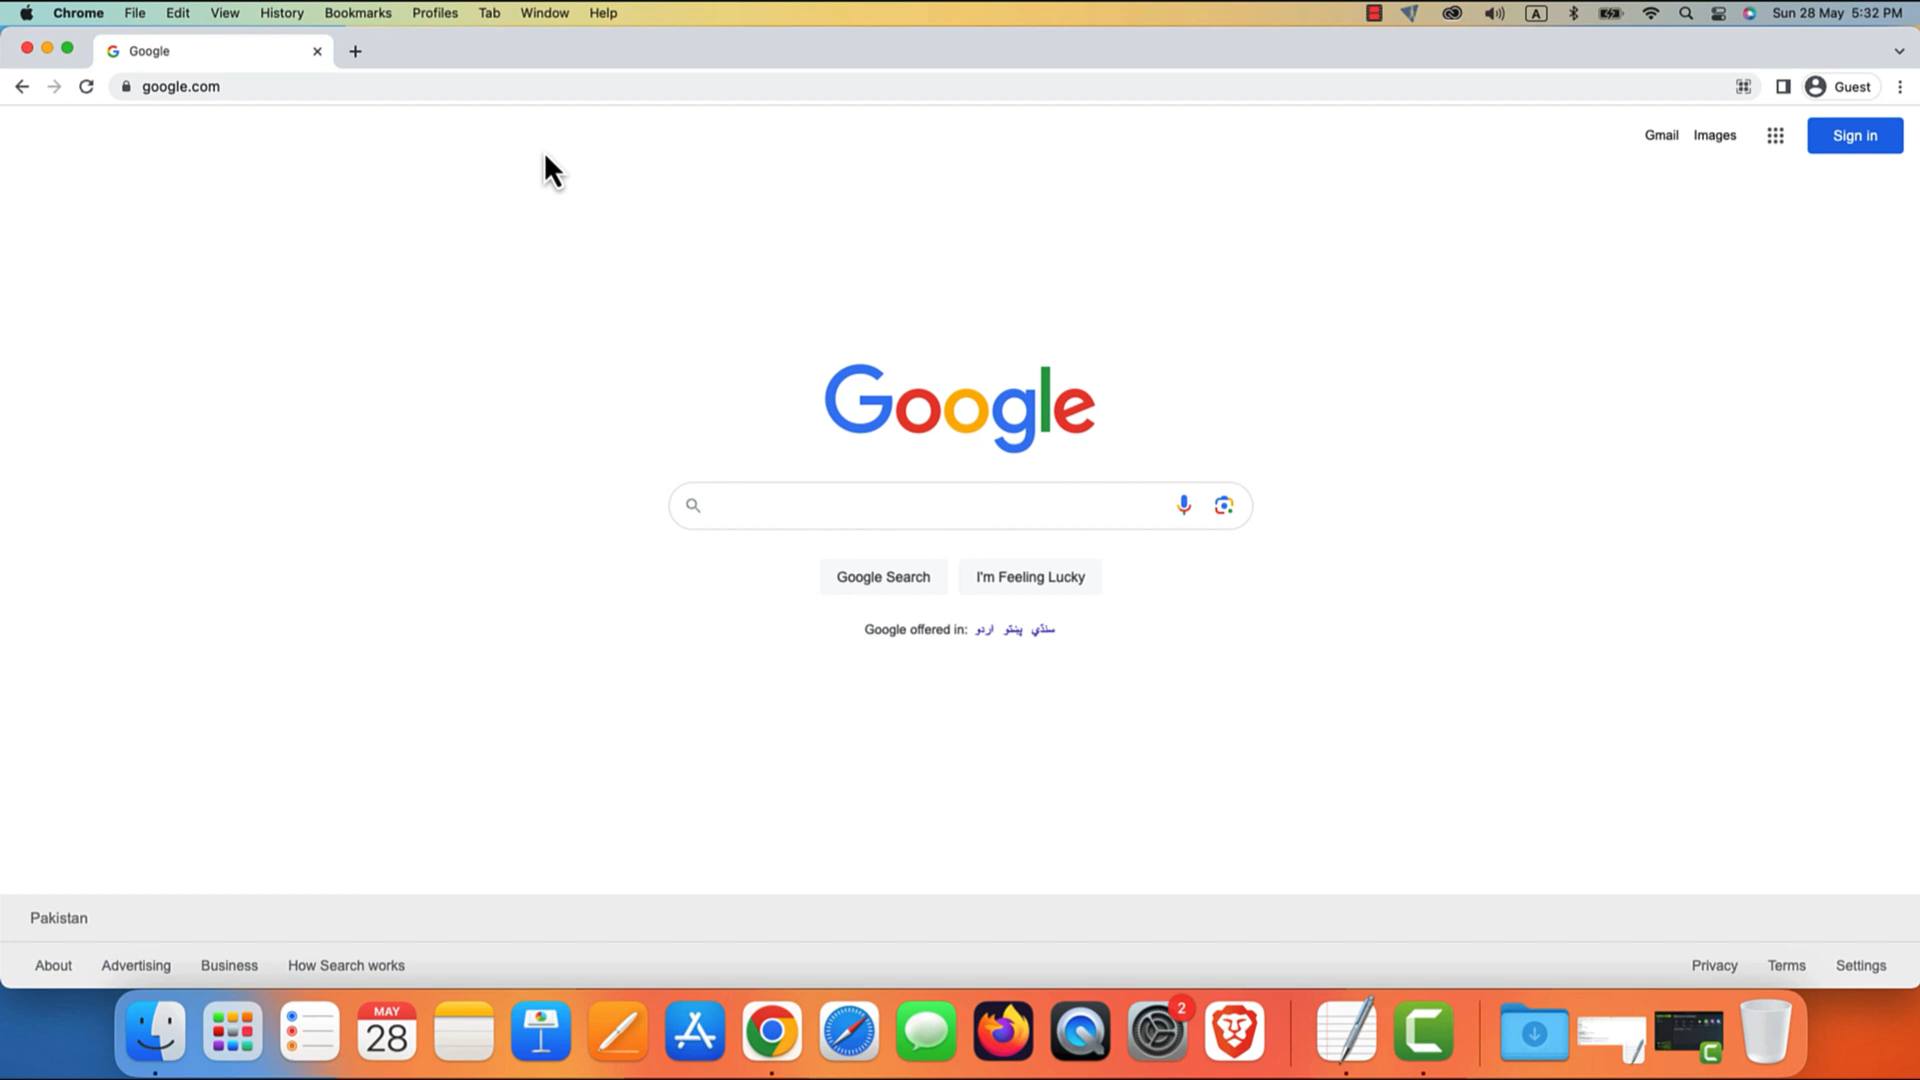 Chrome File Edit View History Bookmarks Profiles Tab Window Help A Sun 28 May 5:32 PM
Google
google.com Guest
Gmail Images Sign in
Google
Google Search I'm Feeling Lucky
Google offered in: اردو پښتو سنڌي
Pakistan
About Advertising Business How Search works Privacy Terms Settings
MAY
28
2